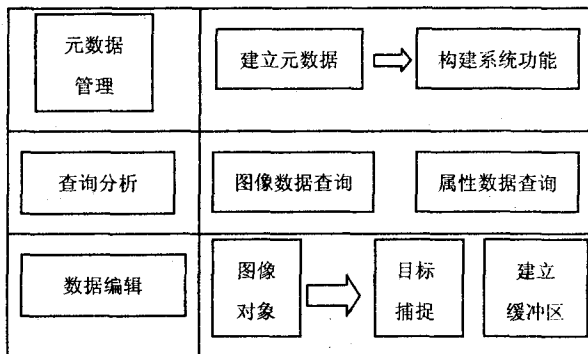 元数据
管理
建立元数据
构建系统功能
查询分析
图像数据查询
属性数据查询
数据编辑
图像
对象
目标
捕捉
建立
缓冲区